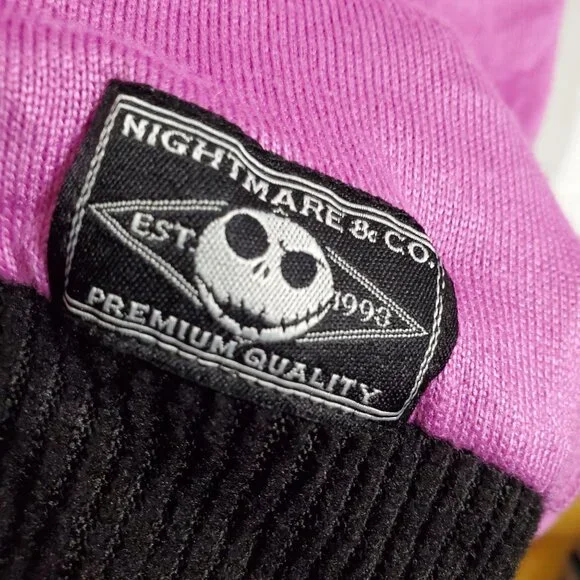 NIGHTMARE & CO.
EST. 1993
PREMIUM QUALITY